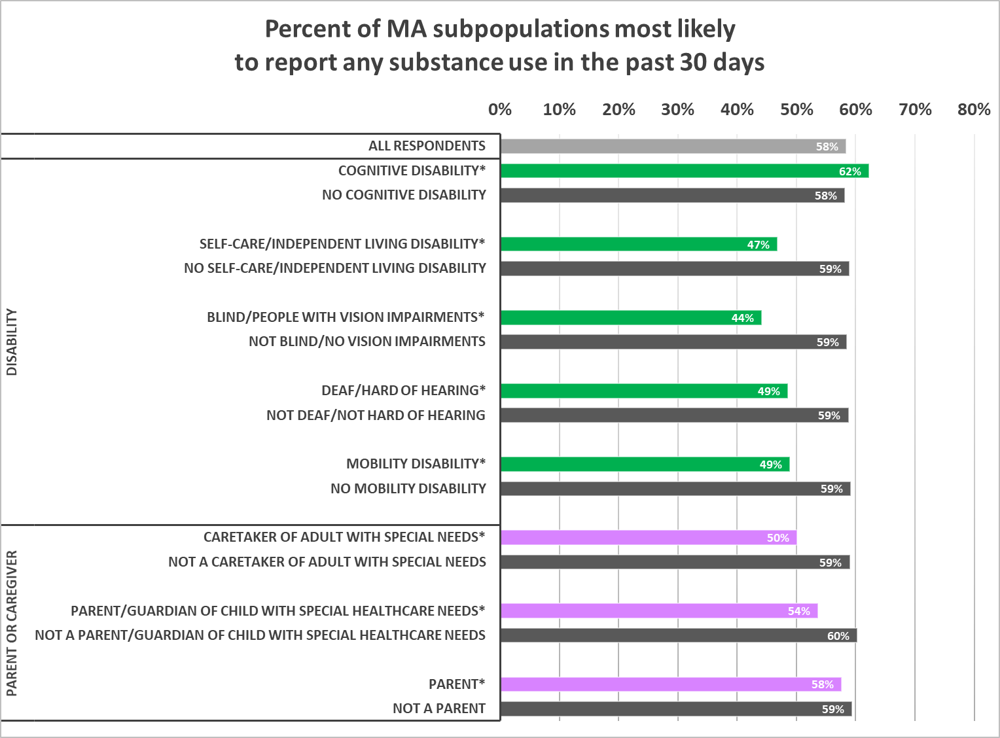 Percent of MA subpopulations most likely
to report any substance use in the past 30 days
0% 10% 20% 30% 40% 50% 60% 70% 80%
ALL RESPONDENTS 58%
DISABILITY
COGNITIVE DISABILITY* 62%
NO COGNITIVE DISABILITY 58%
SELF-CARE/INDEPENDENT LIVING DISABILITY* 47%
NO SELF-CARE/INDEPENDENT LIVING DISABILITY 59%
BLIND/PEOPLE WITH VISION IMPAIRMENTS* 44%
NOT BLIND/NO VISION IMPAIRMENTS 59%
DEAF/HARD OF HEARING* 49%
NOT DEAF/NOT HARD OF HEARING 59%
MOBILITY DISABILITY* 49%
NO MOBILITY DISABILITY 59%
PARENT OR CAREGIVER
CARETAKER OF ADULT WITH SPECIAL NEEDS* 50%
NOT A CARETAKER OF ADULT WITH SPECIAL NEEDS 59%
PARENT/GUARDIAN OF CHILD WITH SPECIAL HEALTHCARE NEEDS* 54%
NOT A PARENT/GUARDIAN OF CHILD WITH SPECIAL HEALTHCARE NEEDS 60%
PARENT* 58%
NOT A PARENT 59%